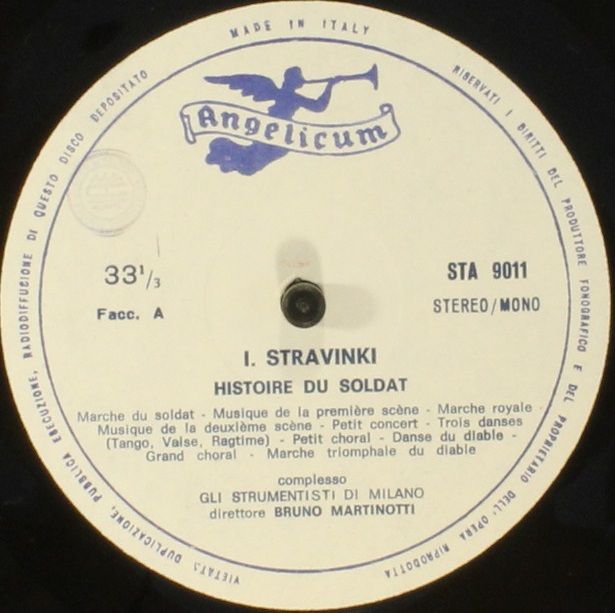 MADE IN ITALY
RISERVATI I DIRITTI DEL PRODUTTORE FONOGRAFICO E DEL PROPRIETARIO DELL'OPERA RIPRODOTTA
VIETATE DUPLICAZIONE, PUBBLICA ESECUZIONE, RADIODIFFUSIONE DI QUESTO DISCO DEPOSITATO
Angelicum
33 1/3
STA 9011
Facc. A
STEREO/MONO
I. STRAVINKI
HISTOIRE DU SOLDAT
Marche du soldat - Musique de la première scène - Marche royale -
Musique de la deuxième scène - Petit concert - Trois danses
(Tango, Valse, Ragtime) - Petit choral - Danse du diable -
Grand choral - Marche triomphale du diable
complesso
GLI STRUMENTISTI DI MILANO
direttore BRUNO MARTINOTTI